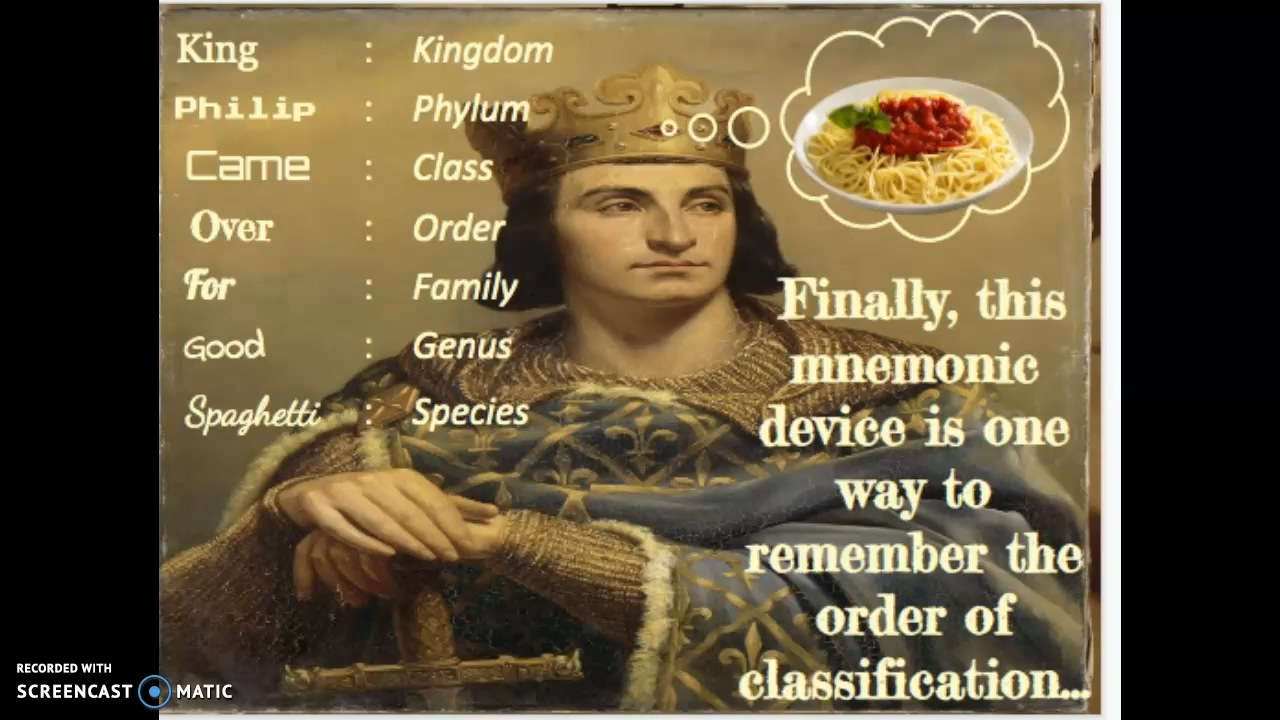 King : Kingdom
Philip : Phylum
Came : Class
Over : Order
For : Family
Good : Genus
Spaghetti : Species
Finally, this
mnemonic
device is one
way to
remember the
order of
classification...
RECORDED WITH
SCREENCAST MATIC